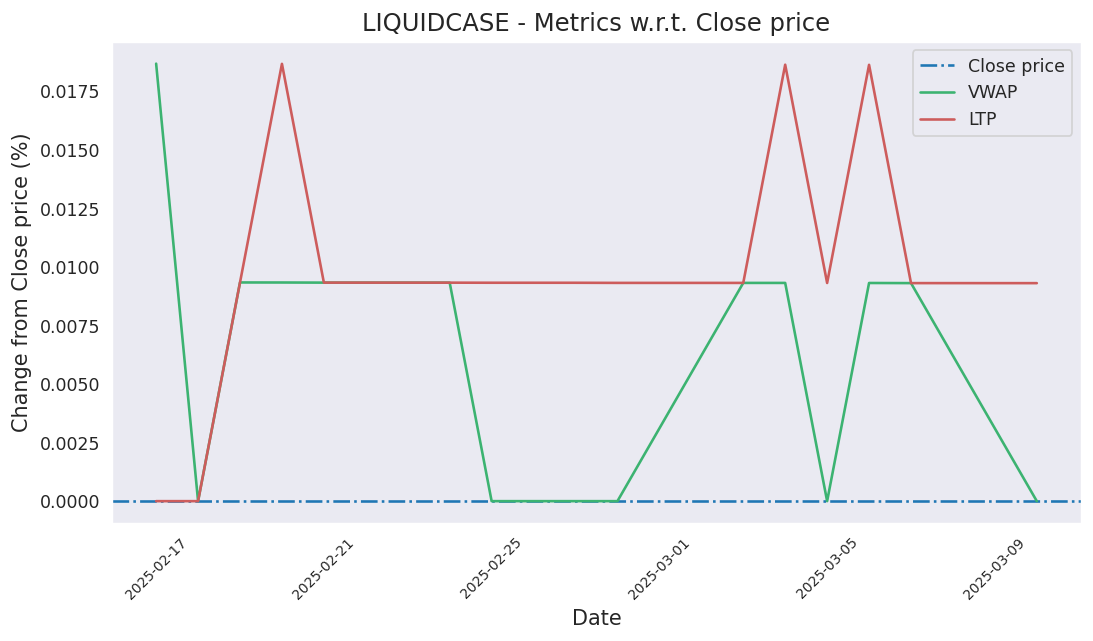 LIQUIDCASE - Metrics w.r.t. Close price
Close price
VWAP
LTP
Change from Close price (%)
0.0175
0.0150
0.0125
0.0100
0.0075
0.0050
0.0025
0.0000
2025-02-17
2025-02-21
2025-02-25
2025-03-01
2025-03-05
2025-03-09
Date